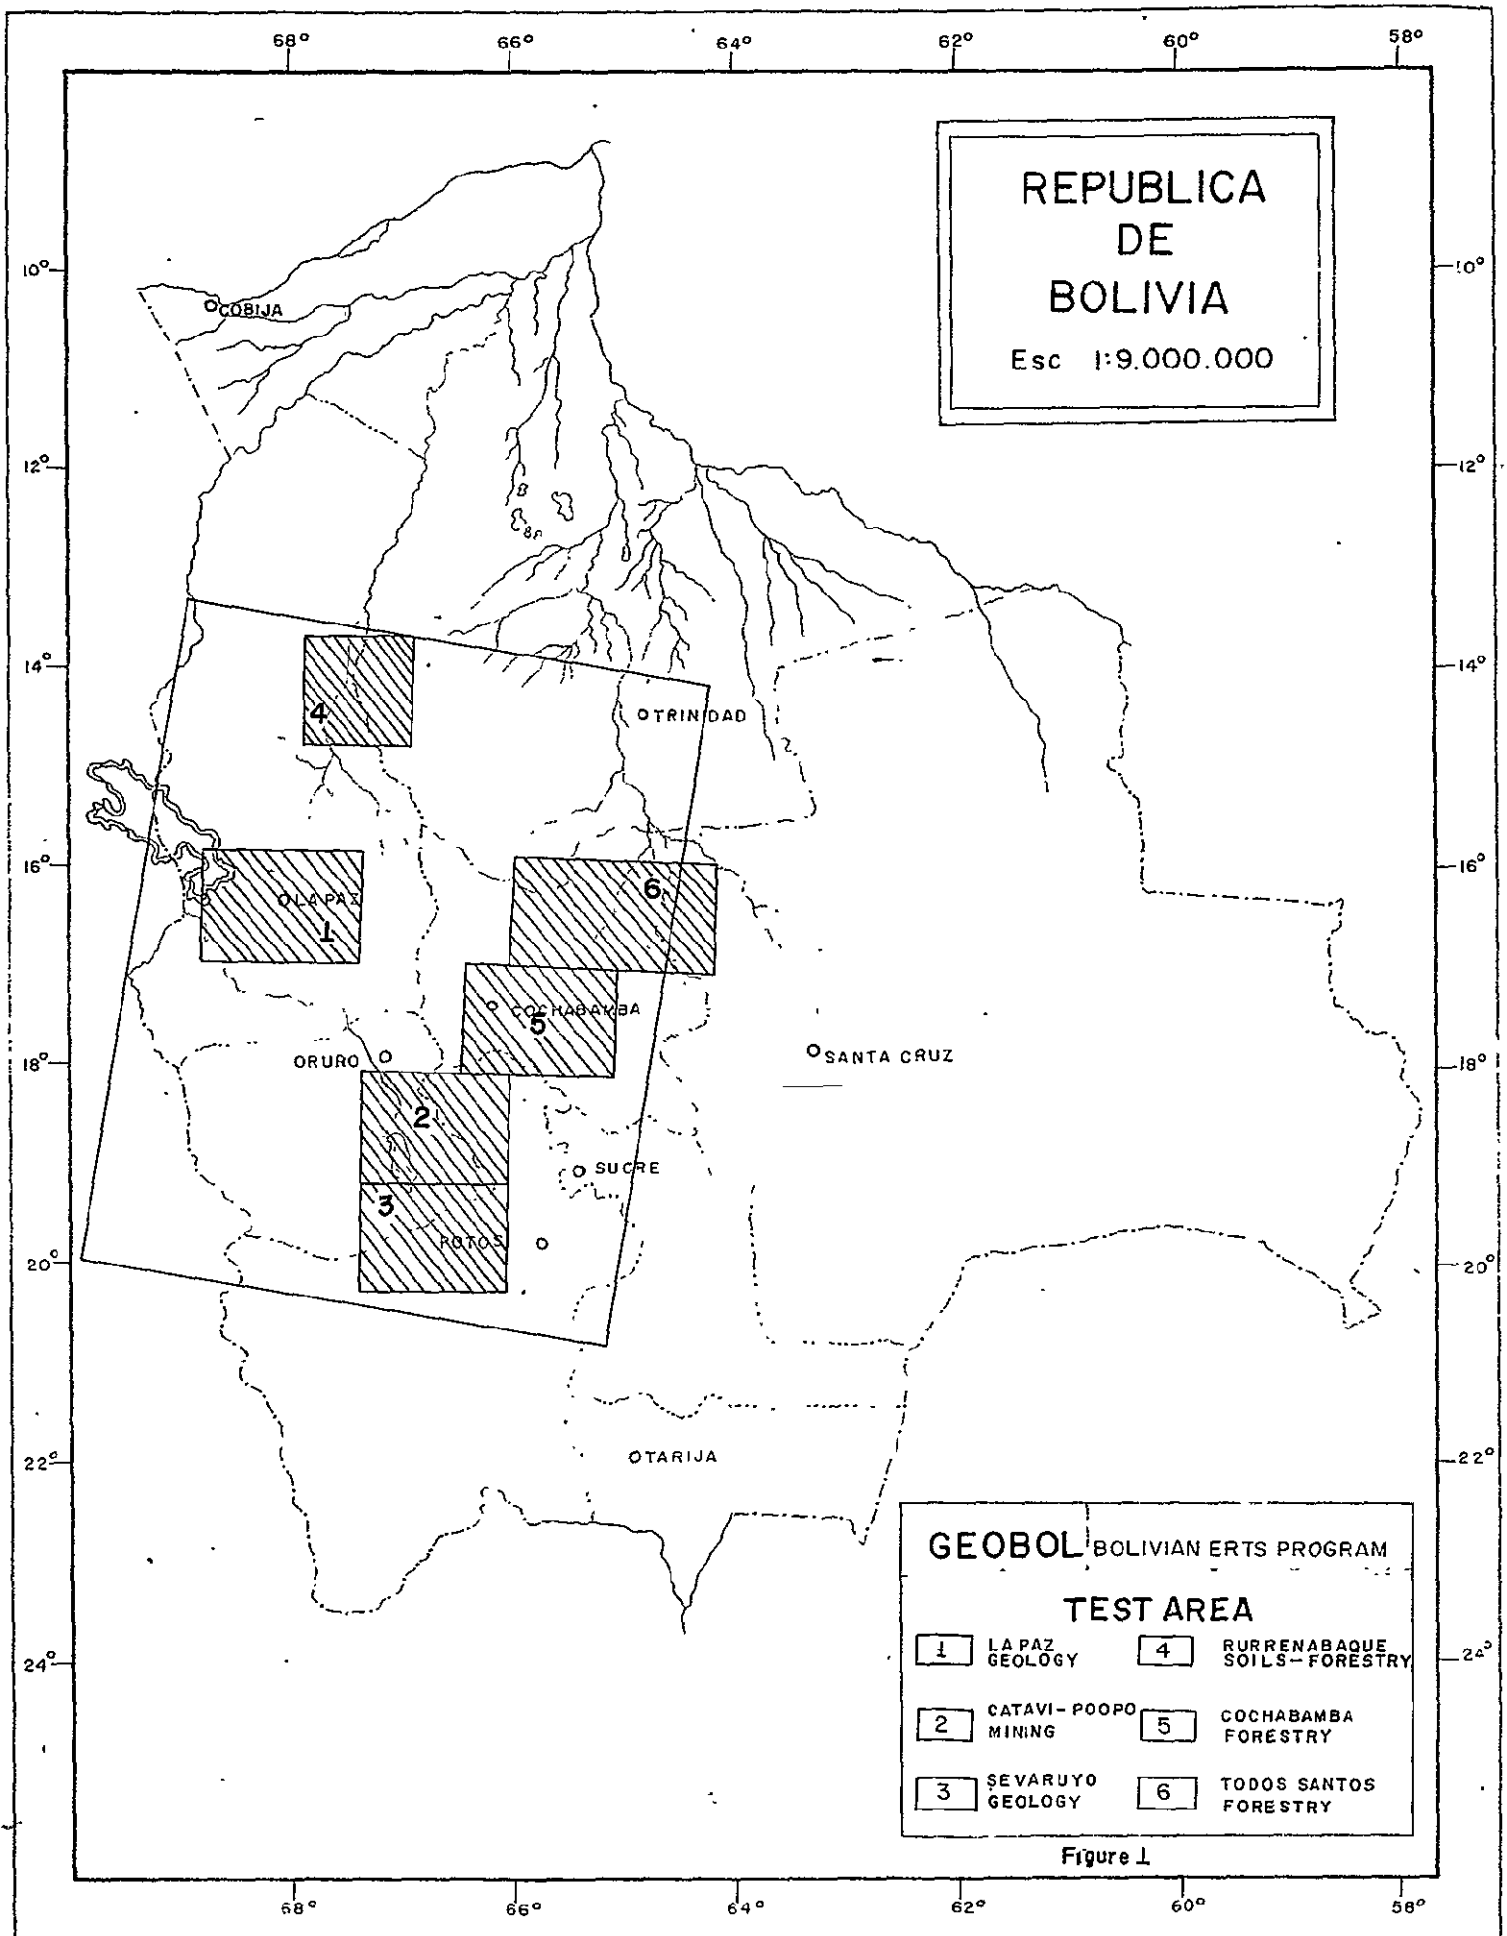 68° 66° 64° 62° 60° 58°
REPUBLICA
DE
BOLIVIA
Esc 1:9.000.000
10° 10°
COBIJA
12° 12°
14° 14°
4
TRINIDAD
16° 16°
6
LA PAZ
1
COCHABAMBA
5
ORURO
SANTA CRUZ
18° 18°
2
SUCRE
3
POTOS
20° 20°
TARIJA
22° 22°
GEOBOL BOLIVIAN ERTS PROGRAM
TEST AREA
1 LA PAZ
GEOLOGY
4 RURRENABAQUE
SOILS-FORESTRY
24° 24°
2 CATAVI-POOPO
MINING
5 COCHABAMBA
FORESTRY
3 SEVARUYO
GEOLOGY
6 TODOS SANTOS
FORESTRY
Figure 1
68° 66° 64° 62° 60° 58°